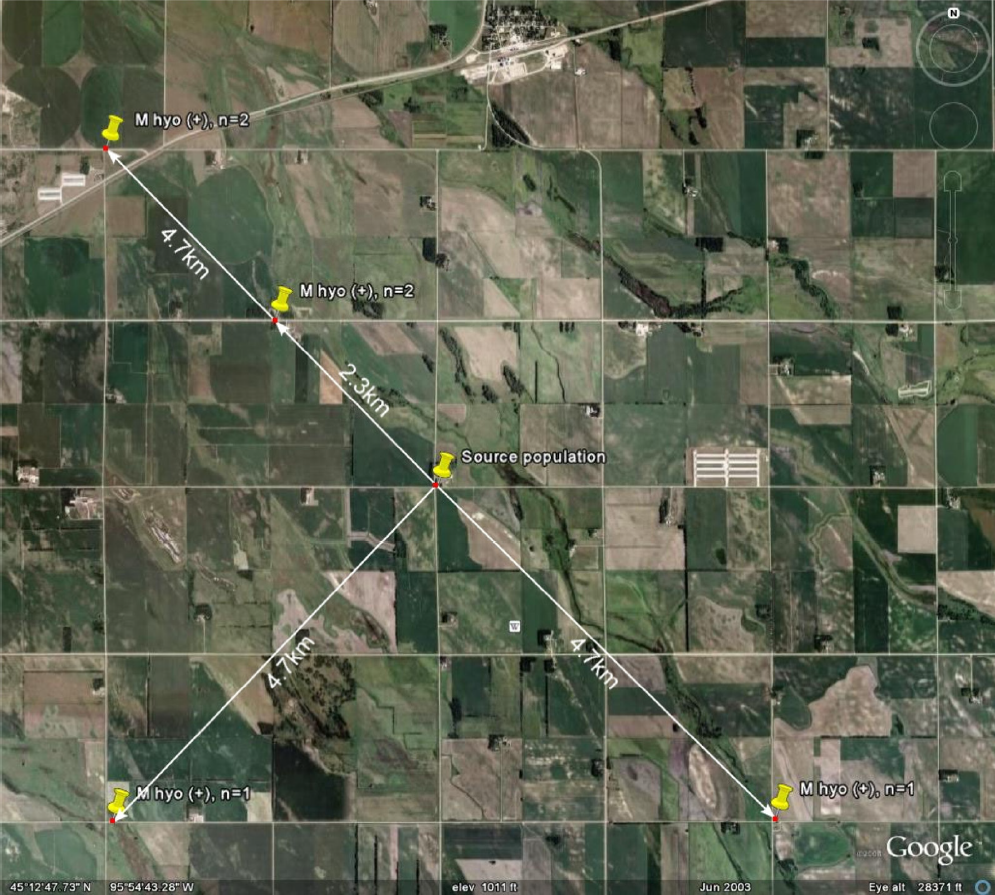 N
M hyo (+), n=2
4.7km
M hyo (+), n=2
2.3km
Source population
W
4.7km
4.7km
M hyo (+), n=1
M hyo (+), n=1
Google
45°12'47.73" N 95°54'43.28" W elev 1011 ft Jun 2003 Eye alt 28371 ft